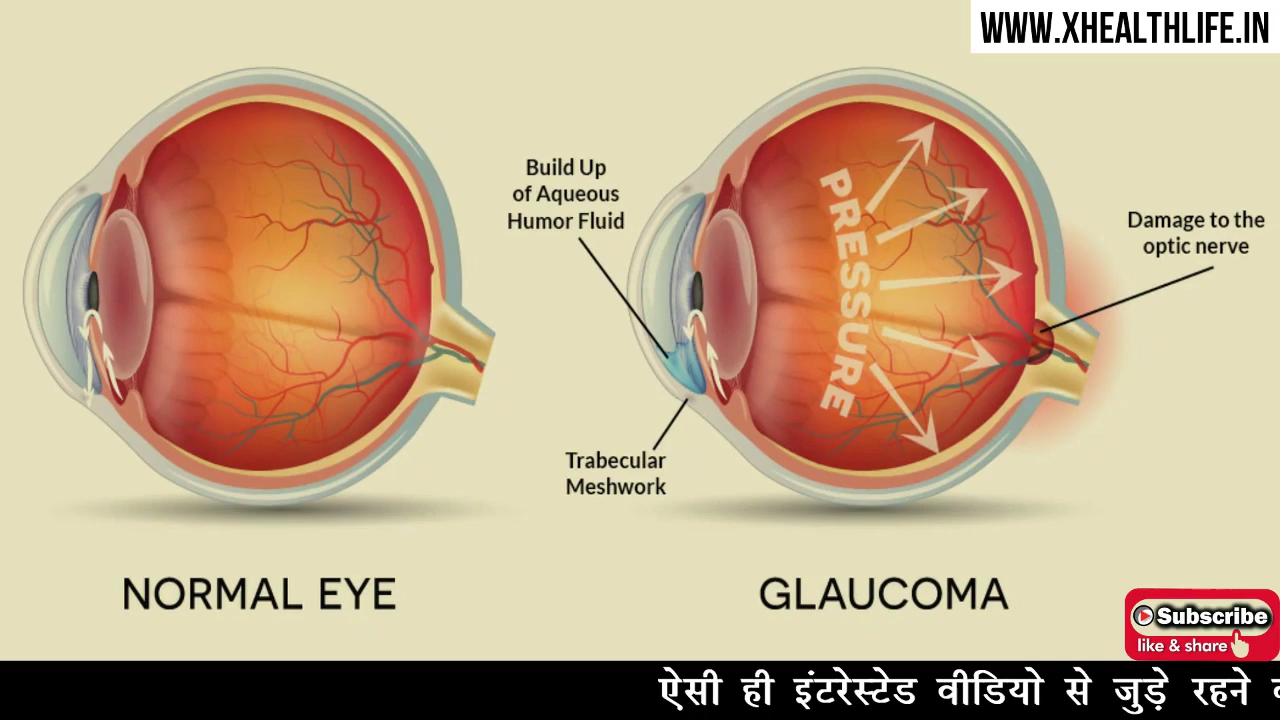 WWW.XHEALTHLIFE.IN
Build Up
of Aqueous
Humor Fluid
PRESSURE
Damage to the
optic nerve
Trabecular
Meshwork
NORMAL EYE
GLAUCOMA
Subscribe
like & share
ऐसी ही इंटरेस्टेड वीडियो से जुड़े रहने